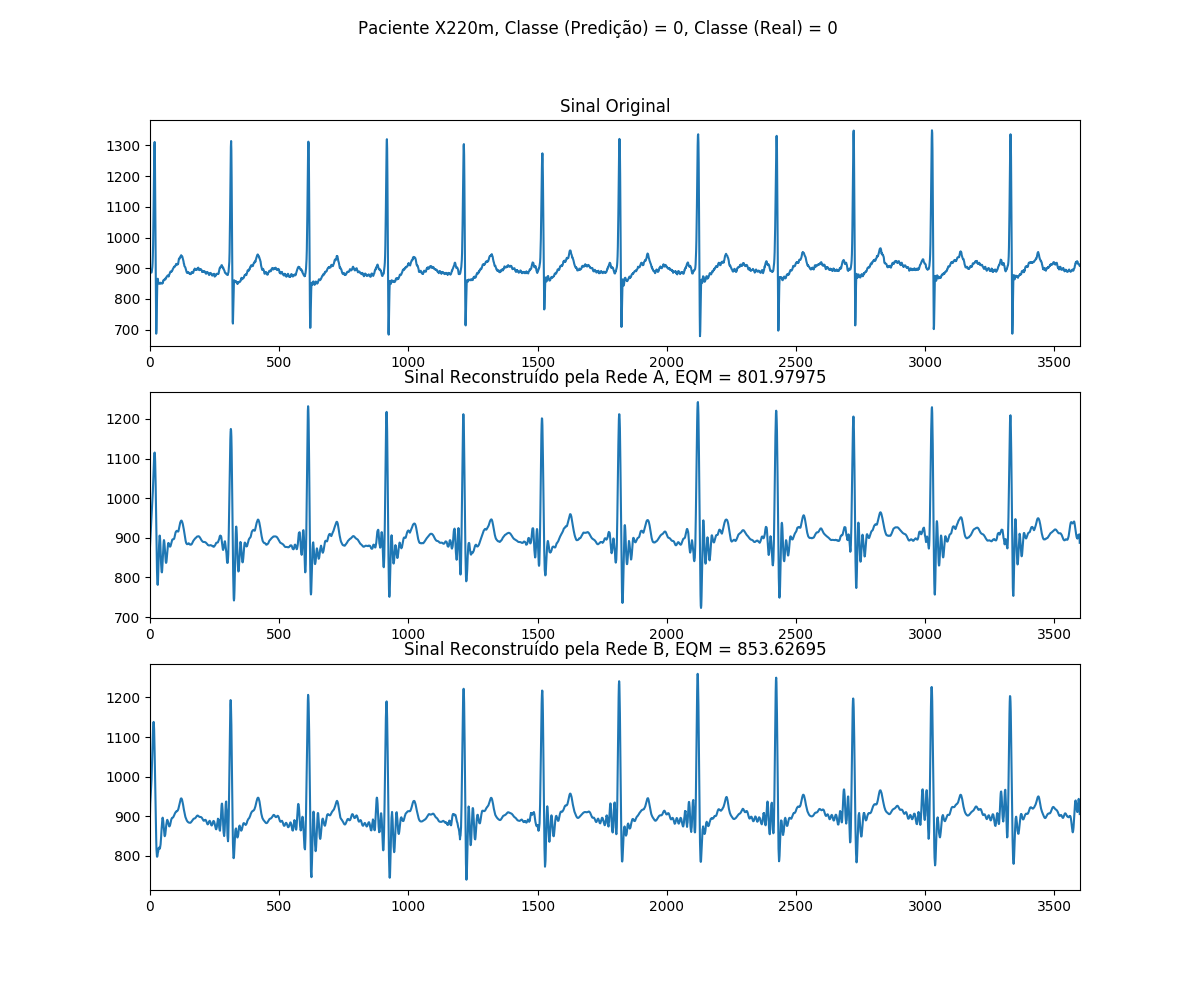 Paciente X220m, Classe (Predição) = 0, Classe (Real) = 0
Sinal Original
1300
1200
1100
1000
900
800
700
0 500 1000 1500 2000 2500 3000 3500
Sinal Reconstruído pela Rede A, EQM = 801.97975
1200
1100
1000
900
800
700
0 500 1000 1500 2000 2500 3000 3500
Sinal Reconstruído pela Rede B, EQM = 853.62695
1200
1100
1000
900
800
0 500 1000 1500 2000 2500 3000 3500